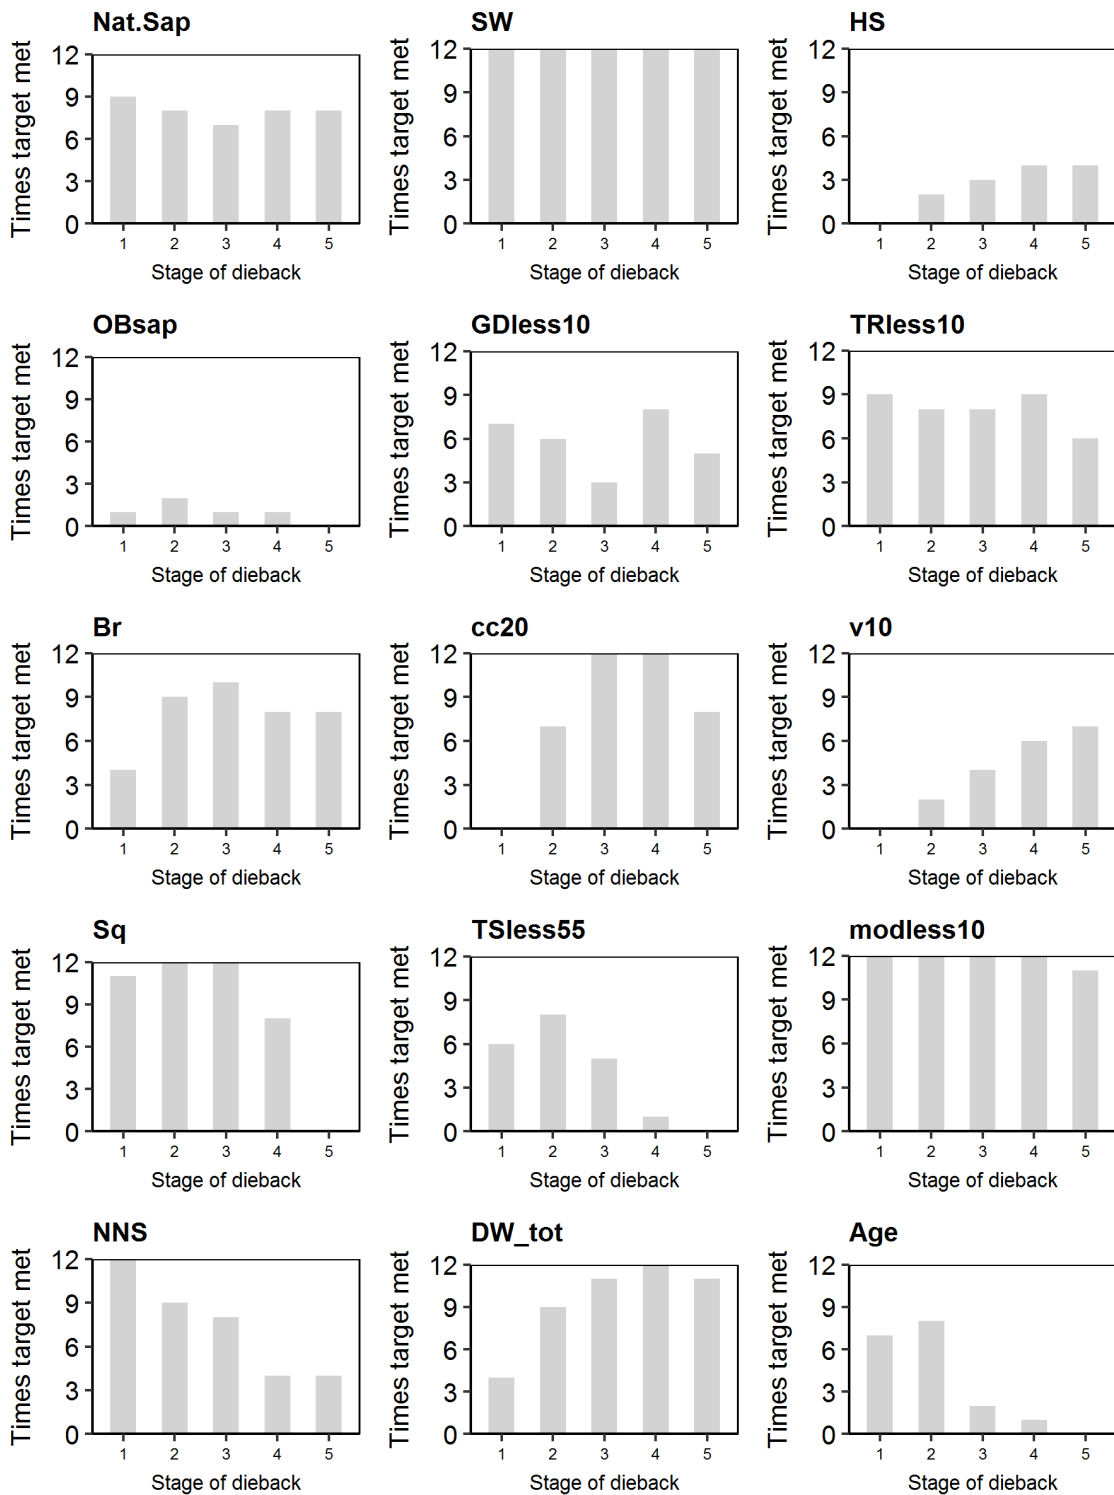 Nat.Sap
Times target met
12
9
6
3
0
1 2 3 4 5
Stage of dieback
SW
Times target met
12
9
6
3
0
1 2 3 4 5
Stage of dieback
HS
Times target met
12
9
6
3
0
1 2 3 4 5
Stage of dieback
OBsap
Times target met
12
9
6
3
0
1 2 3 4 5
Stage of dieback
GDless10
Times target met
12
9
6
3
0
1 2 3 4 5
Stage of dieback
TRless10
Times target met
12
9
6
3
0
1 2 3 4 5
Stage of dieback
Br
Times target met
12
9
6
3
0
1 2 3 4 5
Stage of dieback
cc20
Times target met
12
9
6
3
0
1 2 3 4 5
Stage of dieback
v10
Times target met
12
9
6
3
0
1 2 3 4 5
Stage of dieback
Sq
Times target met
12
9
6
3
0
1 2 3 4 5
Stage of dieback
TSless55
Times target met
12
9
6
3
0
1 2 3 4 5
Stage of dieback
modless10
Times target met
12
9
6
3
0
1 2 3 4 5
Stage of dieback
NNS
Times target met
12
9
6
3
0
1 2 3 4 5
Stage of dieback
DW_tot
Times target met
12
9
6
3
0
1 2 3 4 5
Stage of dieback
Age
Times target met
12
9
6
3
0
1 2 3 4 5
Stage of dieback